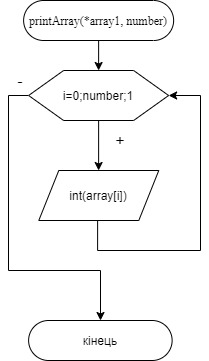 printArray(*array1, number)
-
i=0;number;1
+
int(array[i])
кінець